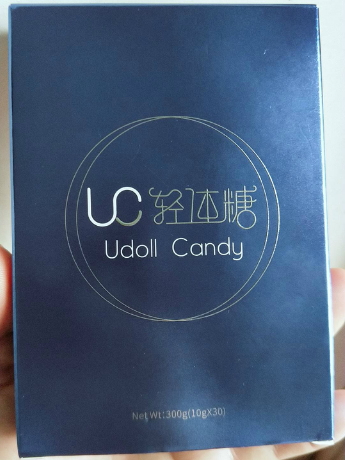 UC 轻体糖
Udoll Candy
Net Wt:300g(10gX30)